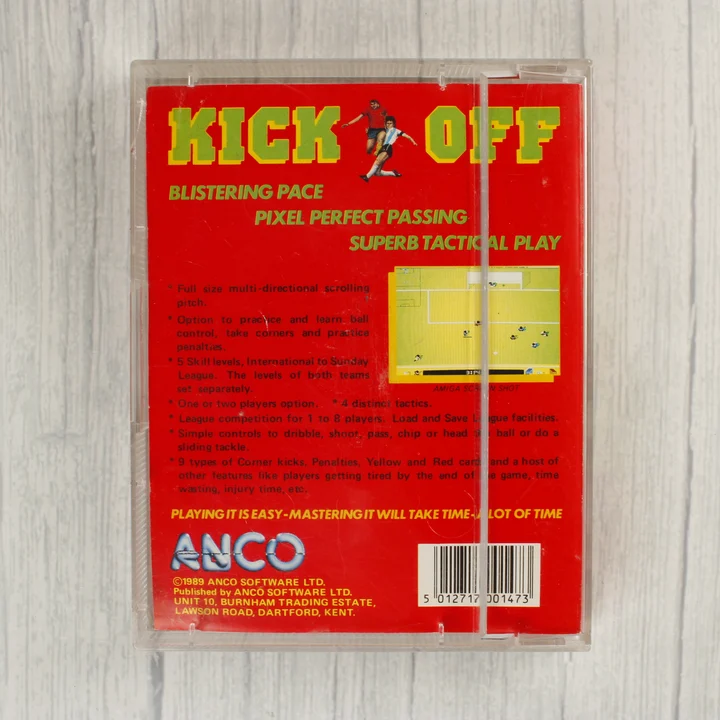 KICK OFF
BLISTERING PACE
PIXEL PERFECT PASSING
SUPERB TACTICAL PLAY
* Full size multi-directional scrolling
pitch.
* Option to practice and learn ball
control, take corners and practice
penalties.
* 5 Skill levels, International to Sunday
League. The levels of both teams
set separately.
AMIGA SCREEN SHOT
* One or two players option. * 4 distinct tactics.
* League competition for 1 to 8 players. Load and Save League facilities.
* Simple controls to dribble, shoot, pass, chip or head the ball or do a
sliding tackle.
* 9 types of Corner kicks, Penalties, Yellow and Red cards and a host of
other features like players getting tired by the end of the game, time
wasting, injury time, etc.
PLAYING IT IS EASY-MASTERING IT WILL TAKE TIME-A LOT OF TIME
ANCO
©1989 ANCO SOFTWARE LTD.
Published by ANCO SOFTWARE LTD.
UNIT 10, BURNHAM TRADING ESTATE,
LAWSON ROAD, DARTFORD, KENT.
5 012717 001473